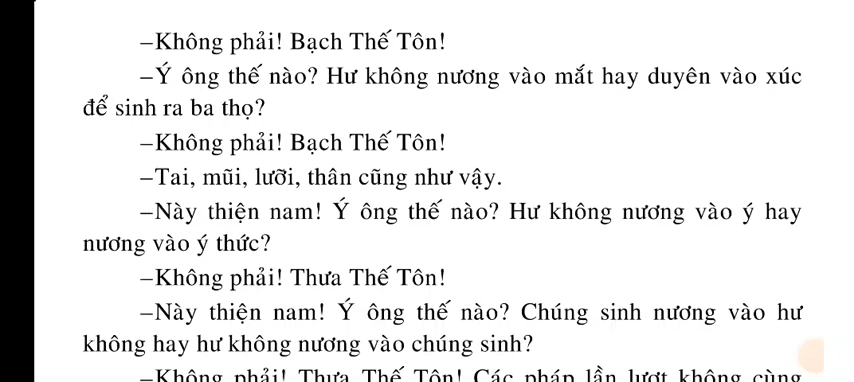 –Không phải! Bạch Thế Tôn!
–Ý ông thế nào? Hư không nương vào mắt hay duyên vào xúc
để sinh ra ba thọ?
–Không phải! Bạch Thế Tôn!
–Tai, mũi, lưỡi, thân cũng như vậy.
–Này thiện nam! Ý ông thế nào? Hư không nương vào ý hay
nương vào ý thức?
–Không phải! Thưa Thế Tôn!
–Này thiện nam! Ý ông thế nào? Chúng sinh nương vào hư
không hay hư không nương vào chúng sinh?
–Không phải! Thưa Thế Tôn! Các pháp lần lượt không cùng